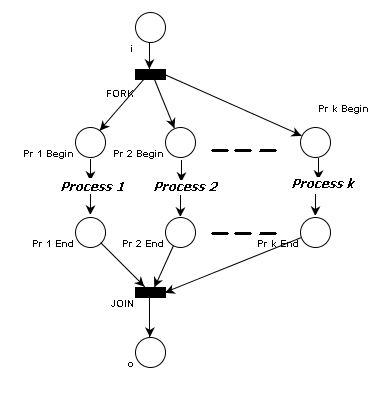 i
FORK
Pr k Begin
Pr 1 Begin
Pr 2 Begin
Process 1
Process 2
Process k
Pr 1 End
Pr 2 End
Pr k End
JOIN
o